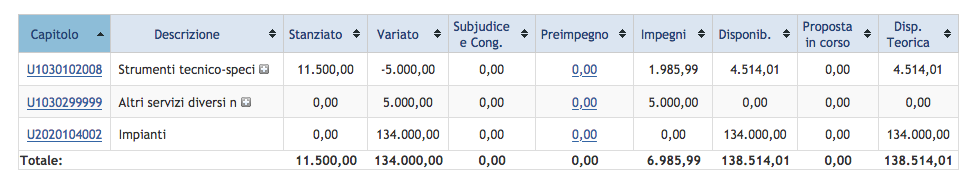 Capitolo Descrizione Stanziato Variato Subjudice e Cong. Preimpegno Impegni Disponib. Proposta in corso Disp. Teorica
U1030102008 Strumenti tecnico-speci 11.500,00 -5.000,00 0,00 0,00 1.985,99 4.514,01 0,00 4.514,01
U1030299999 Altri servizi diversi n 0,00 5.000,00 0,00 0,00 5.000,00 0,00 0,00 0,00
U2020104002 Impianti 0,00 134.000,00 0,00 0,00 0,00 134.000,00 0,00 134.000,00
Totale: 11.500,00 134.000,00 0,00 0,00 6.985,99 138.514,01 0,00 138.514,01